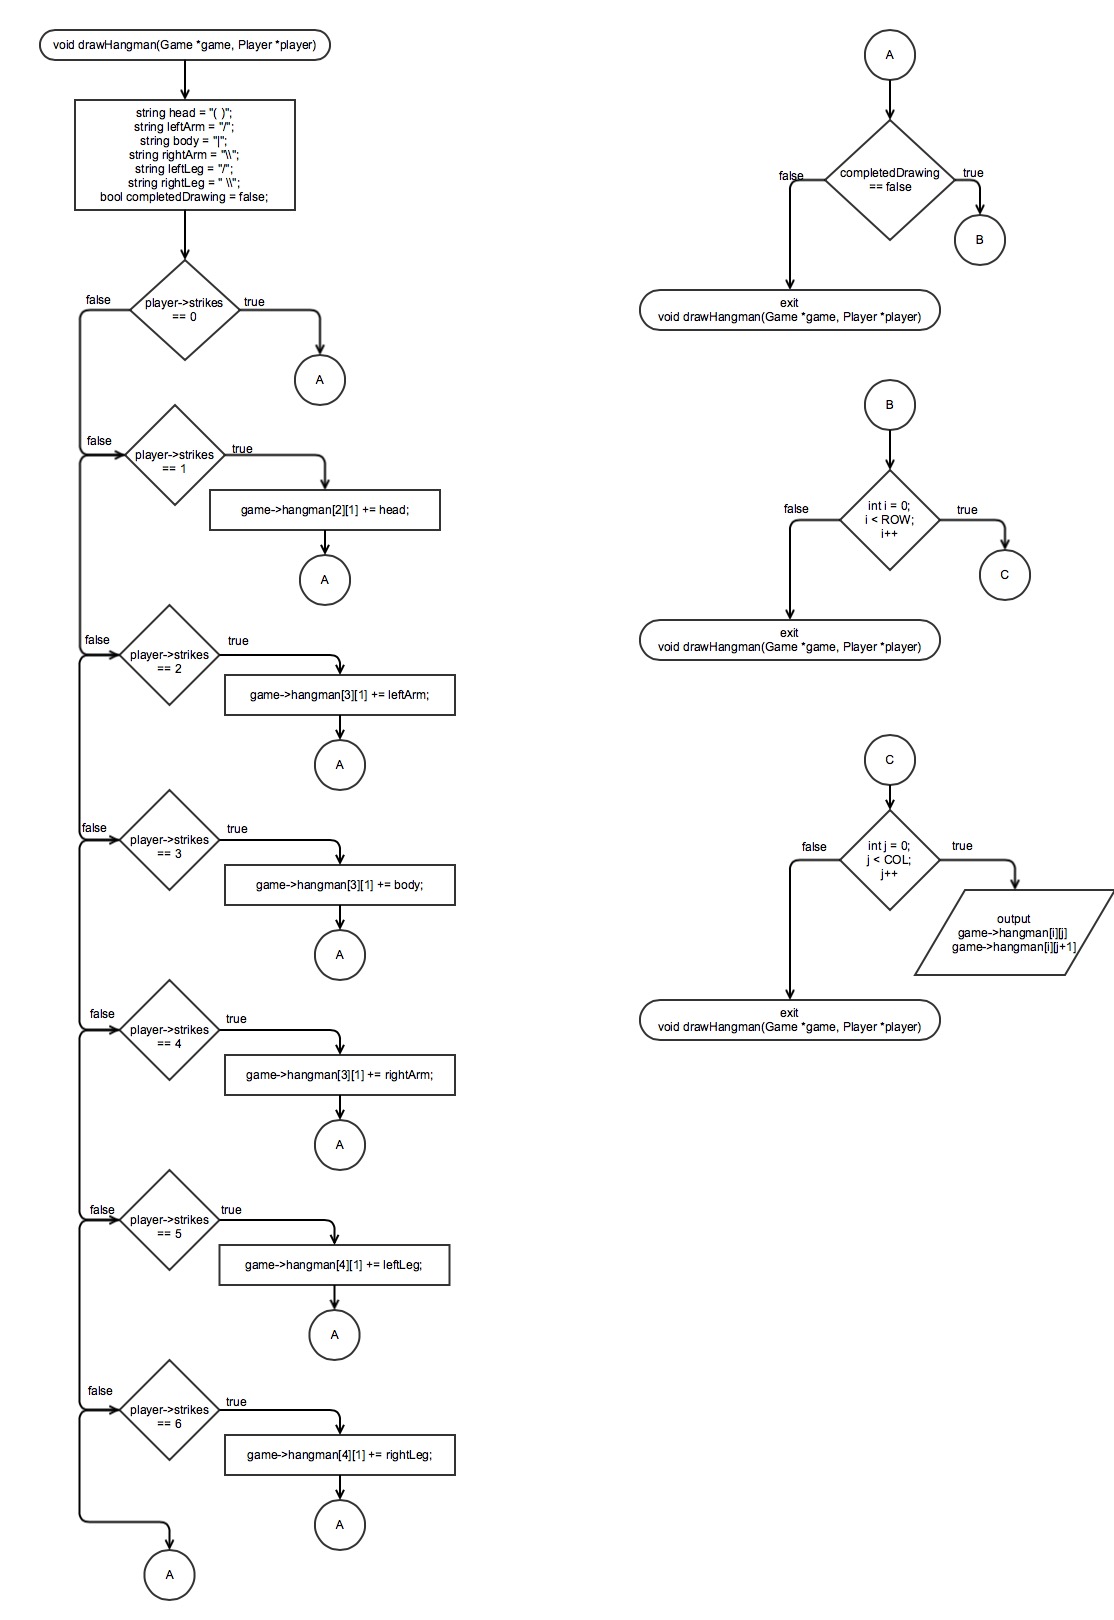 void drawHangman(Game *game, Player *player)
string head = "( )";
string leftArm = "/";
string body = "|";
string rightArm = "\\";
string leftLeg = "/";
string rightLeg = " \\";
bool completedDrawing = false;
false
player->strikes
== 0
true
A
false
player->strikes
== 1
true
game->hangman[2][1] += head;
A
false
player->strikes
== 2
true
game->hangman[3][1] += leftArm;
A
false
player->strikes
== 3
true
game->hangman[3][1] += body;
A
false
player->strikes
== 4
true
game->hangman[3][1] += rightArm;
A
false
player->strikes
== 5
true
game->hangman[4][1] += leftLeg;
A
false
player->strikes
== 6
true
game->hangman[4][1] += rightLeg;
A
A
A
false
completedDrawing
== false
true
B
exit
void drawHangman(Game *game, Player *player)
B
false
int i = 0;
i < ROW;
i++
true
C
exit
void drawHangman(Game *game, Player *player)
C
false
int j = 0;
j < COL;
j++
true
output
game->hangman[i][j]
game->hangman[i][j+1]
exit
void drawHangman(Game *game, Player *player)